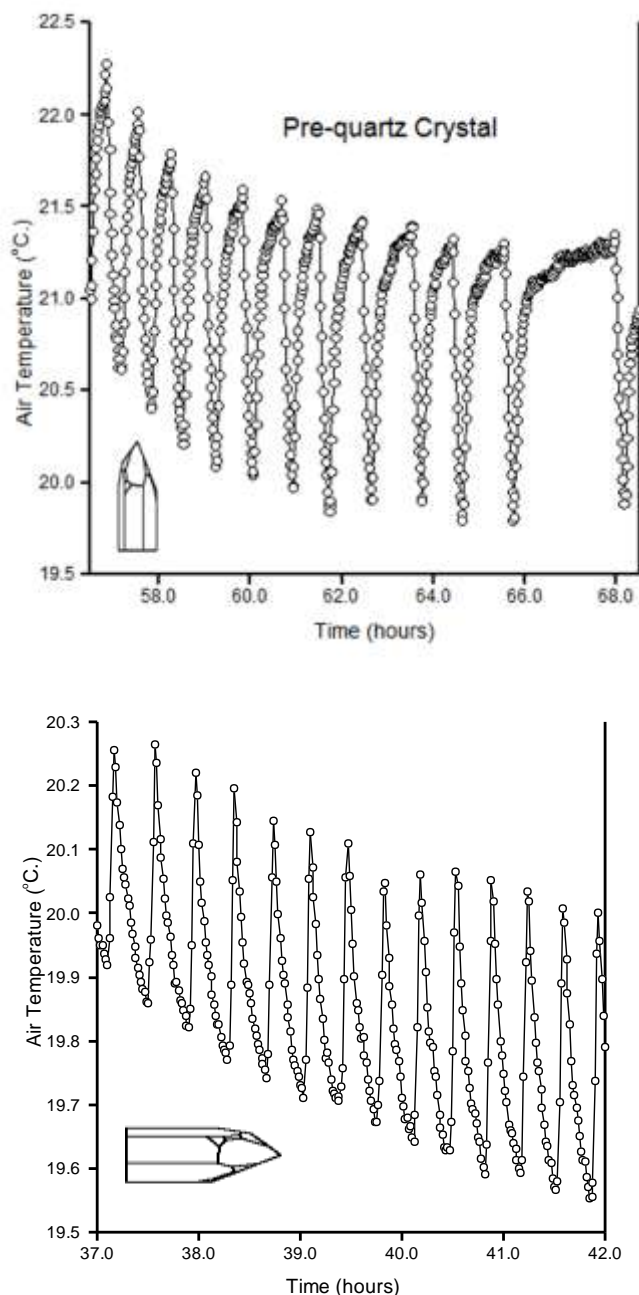 22.5
22.0
21.5
21.0
20.5
20.0
19.5
Air Temperature (°C.)
Pre-quartz Crystal
58.0 60.0 62.0 64.0 66.0 68.0
Time (hours)
20.3
20.2
20.1
20.0
19.9
19.8
19.7
19.6
19.5
Air Temperature (°C.)
37.0 38.0 39.0 40.0 41.0 42.0
Time (hours)